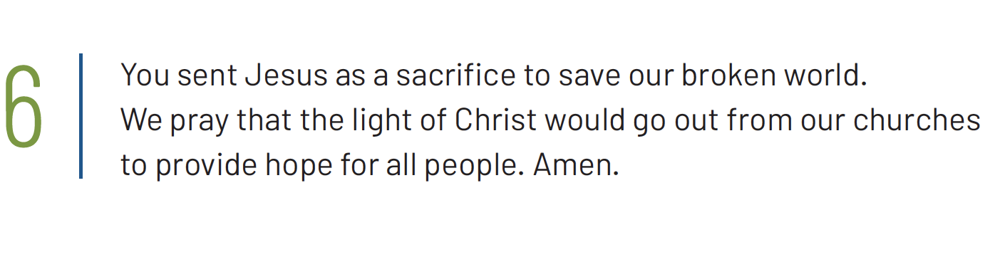 6
You sent Jesus as a sacrifice to save our broken world.
We pray that the light of Christ would go out from our churches
to provide hope for all people. Amen.